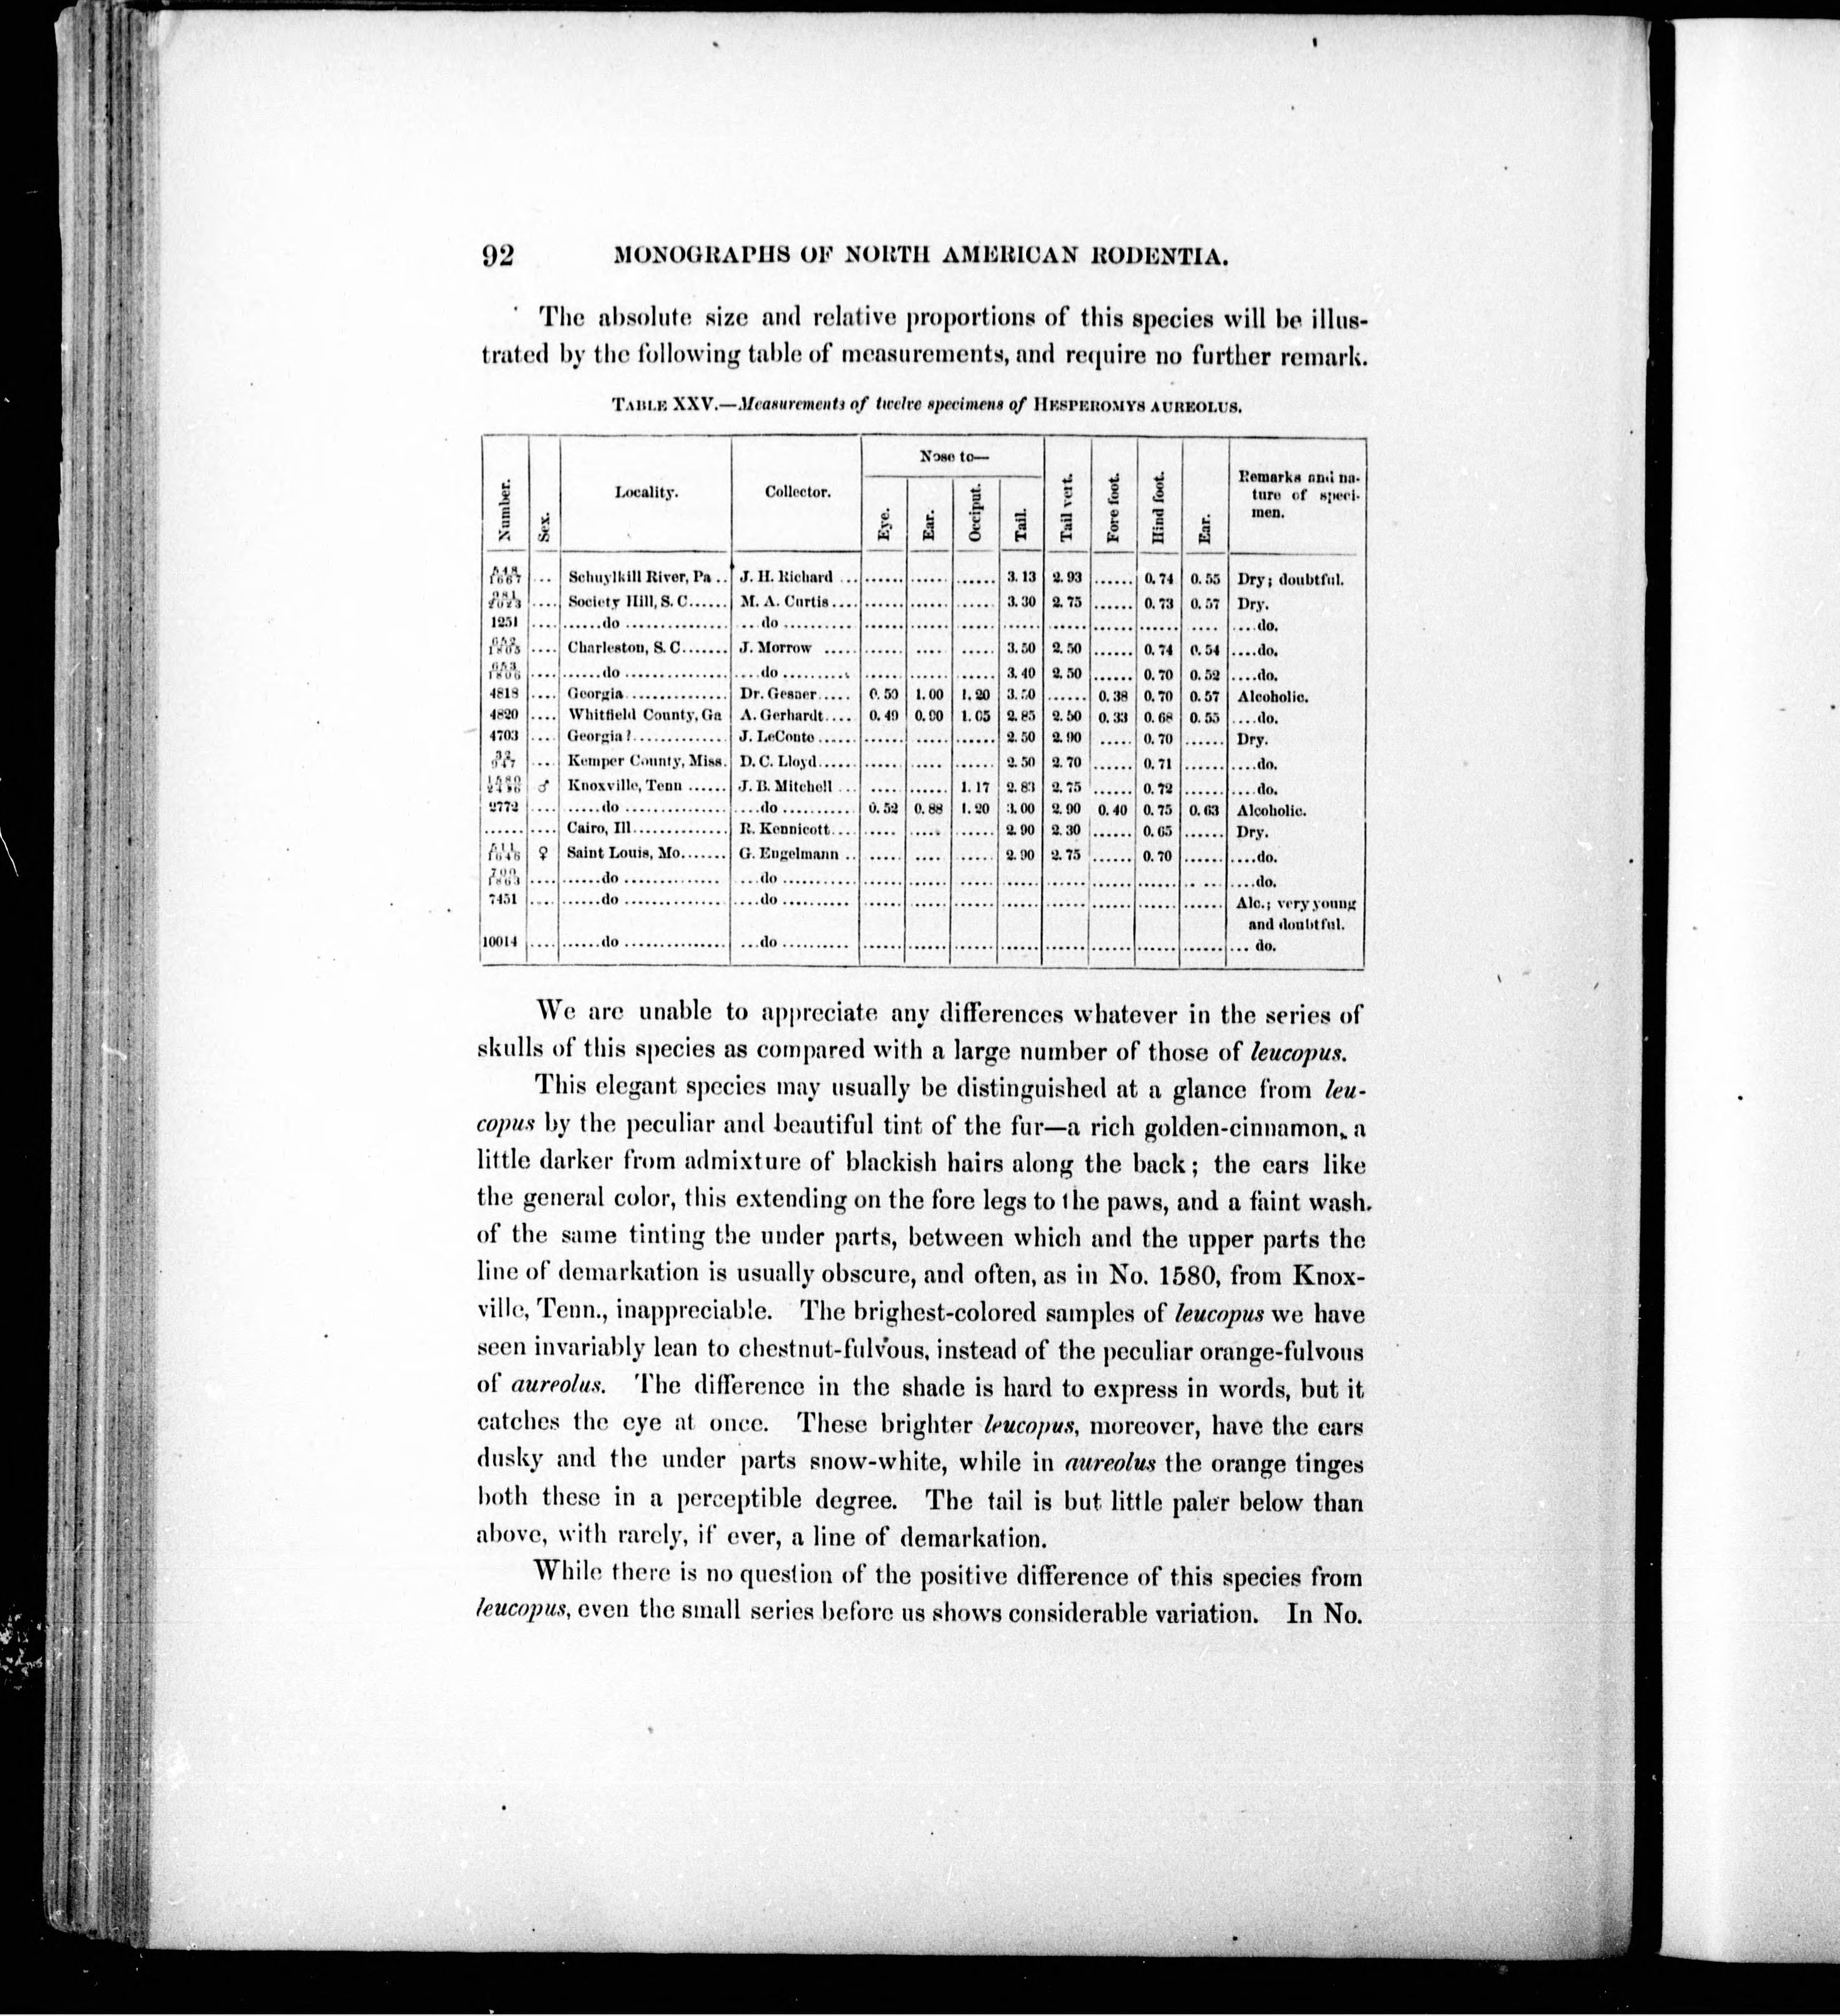 92 MONOGRAPHS OF NORTH AMERICAN RODENTIA.
The absolute size and relative proportions of this species will be illus-
trated by the following table of measurements, and require no further remark.
TABLE XXV.—Measurements of twelve specimens of HESPEROMYS AUREOLUS.
Number. Sex. Locality. Collector. Nose to— Eye. Ear. Occiput. Tail. Tail vert. Fore foot. Hind foot. Ear. Remarks and na-
ture of speci-
men.
548/1667 ... Schuylkill River, Pa .. J. H. Richard ... ...... ...... ...... 3.13 2.93 ...... 0.74 0.55 Dry; doubtful.
981/2023 .... Society Hill, S. C...... M. A. Curtis.... ...... ...... ...... 3.30 2.75 ...... 0.73 0.57 Dry.
1251 .... ......do ............... ....do .......... ...... ...... ...... ...... ...... ...... ...... ..... ....do.
652/1805 .... Charleston, S. C....... J. Morrow ..... ...... .... ..... 3.50 2.50 ...... 0.74 0.54 ....do.
653/1806 .... ......do ............... ....do .......... ...... ...... ...... 3.40 2.50 ...... 0.70 0.52 ....do.
4818 .... Georgia............... Dr. Gesner..... 0.50 1.00 1.20 3.50 ...... 0.38 0.70 0.57 Alcoholic.
4820 .... Whitfield County, Ga A. Gerhardt.... 0.49 0.90 1.05 2.85 2.50 0.33 0.68 0.55 ....do.
4703 .... Georgia?.............. J. LeConte...... ...... ..... ...... 2.50 2.90 ..... 0.70 ...... Dry.
32/947 ... Kemper County, Miss. D. C. Lloyd...... ...... ..... ...... 2.50 2.70 ...... 0.71 ...... ....do.
1580/2496 ♂ Knoxville, Tenn ...... J. B. Mitchell ... ..... ...... 1.17 2.83 2.75 ...... 0.72 ...... ....do.
2772 .... ......do ............... ....do .......... 0.52 0.88 1.20 3.00 2.90 0.40 0.75 0.63 Alcoholic.
...... .... Cairo, Ill.............. R. Kennicott.... ..... ..... ...... 2.90 2.30 ...... 0.65 ...... Dry.
511/1646 ♀ Saint Louis, Mo....... G. Engelmann .. ..... .... ...... 2.90 2.75 ...... 0.70 ...... ....do.
.... ......do .............. ....do .......... ...... ..... ..... ...... ...... ...... ...... ..... ....do.
7451 .... ......do .............. ....do .......... ...... ...... ...... ...... ...... ...... ...... ...... Alc.; very young
and doubtful.
10014 .... ......do ............... ...do .......... ...... ...... ...... ...... ...... ...... ...... ...... ... do.
We are unable to appreciate any differences whatever in the series of
skulls of this species as compared with a large number of those of leucopus.
This elegant species may usually be distinguished at a glance from leu-
copus by the peculiar and beautiful tint of the fur—a rich golden-cinnamon, a
little darker from admixture of blackish hairs along the back; the ears like
the general color, this extending on the fore legs to the paws, and a faint wash
of the same tinting the under parts, between which and the upper parts the
line of demarkation is usually obscure, and often, as in No. 1580, from Knox-
ville, Tenn., inappreciable. The brighest-colored samples of leucopus we have
seen invariably lean to chestnut-fulvous, instead of the peculiar orange-fulvous
of aureolus. The difference in the shade is hard to express in words, but it
catches the eye at once. These brighter leucopus, moreover, have the ears
dusky and the under parts snow-white, while in aureolus the orange tinges
both these in a perceptible degree. The tail is but little paler below than
above, with rarely, if ever, a line of demarkation.
While there is no question of the positive difference of this species from
leucopus, even the small series before us shows considerable variation. In No.